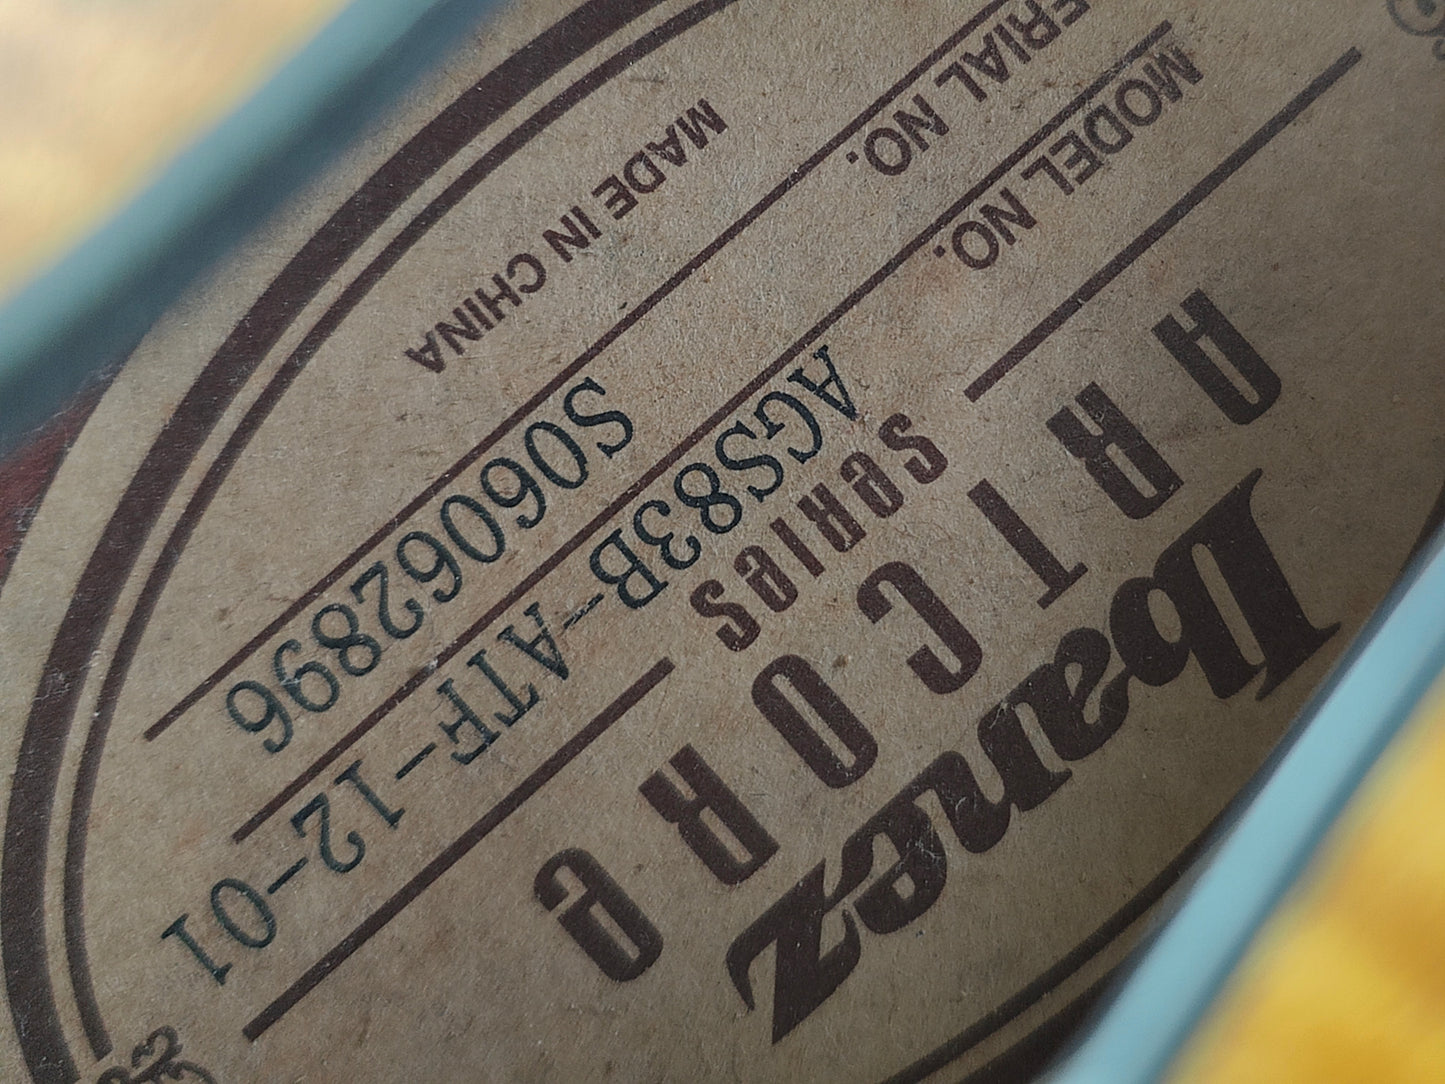 Ibanez
ARTCORe
seRIes
MODEL NO. AGS83B-ATF-12-01
SERIAL NO. S06062896
MADE IN CHINA